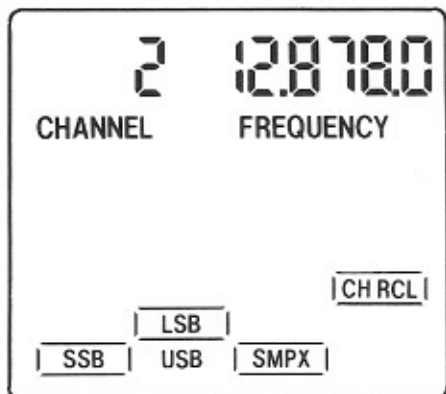 2 12.878.0
CHANNEL FREQUENCY
CH RCL
LSB
SSB USB SMPX